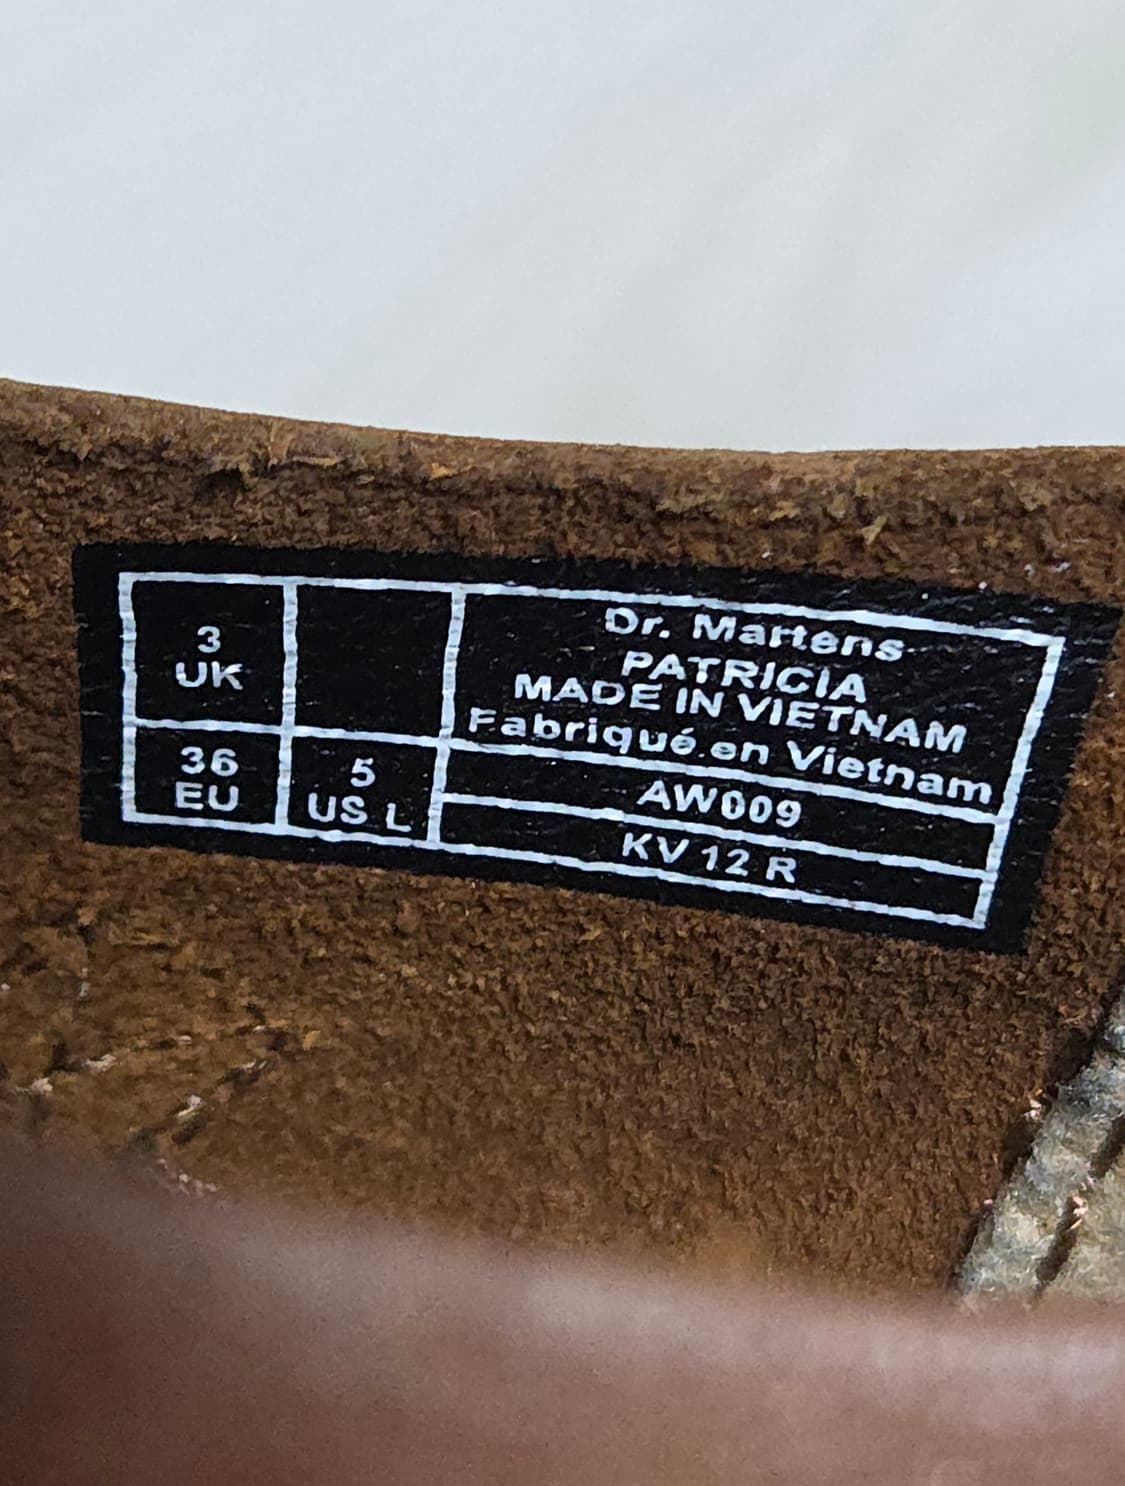 3
UK
36
EU
5
US L
Dr. Martens
PATRICIA
MADE IN VIETNAM
Fabriqué en Vietnam
AW009
KV 12 R